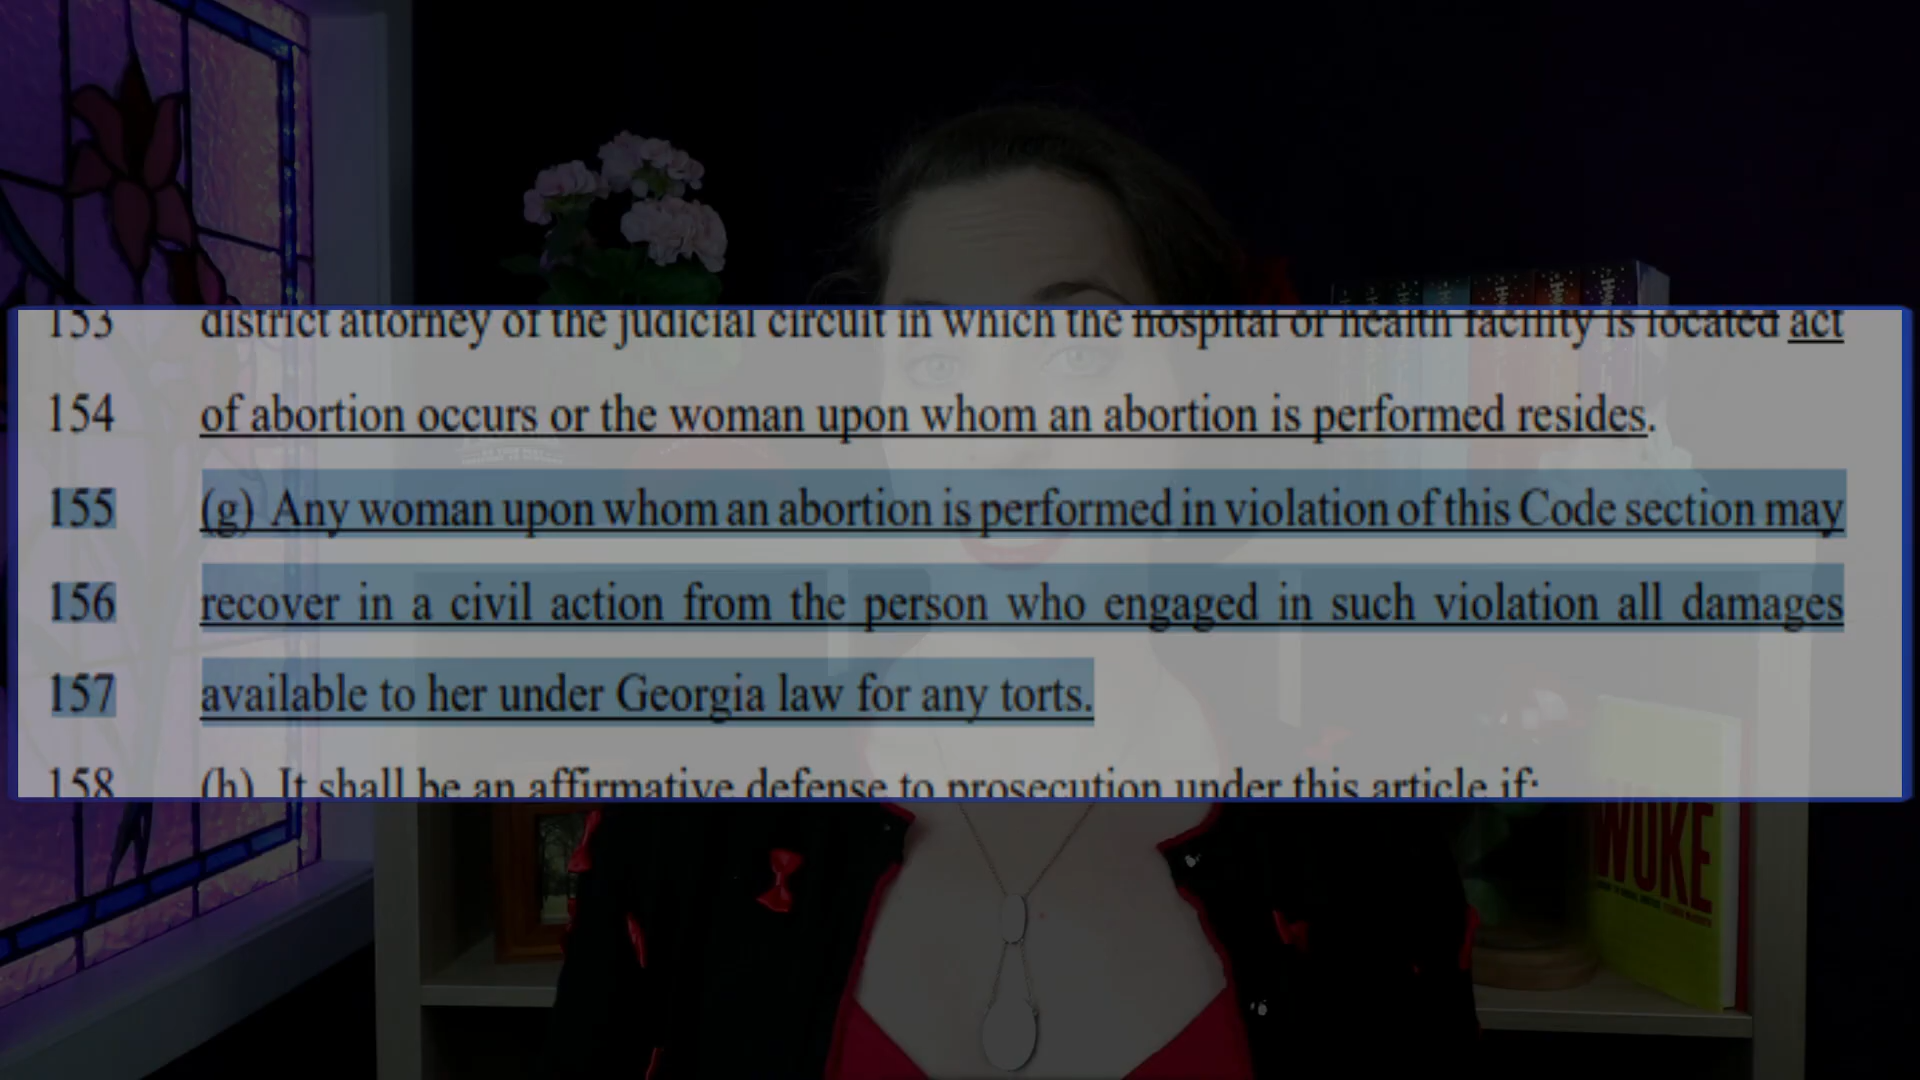 153 district attorney of the judicial circuit in which the hospital or health facility is located act
154 of abortion occurs or the woman upon whom an abortion is performed resides.
155 (g) Any woman upon whom an abortion is performed in violation of this Code section may
156 recover in a civil action from the person who engaged in such violation all damages
157 available to her under Georgia law for any torts.
158 (h) It shall be an affirmative defense to prosecution under this article if:
WOKE